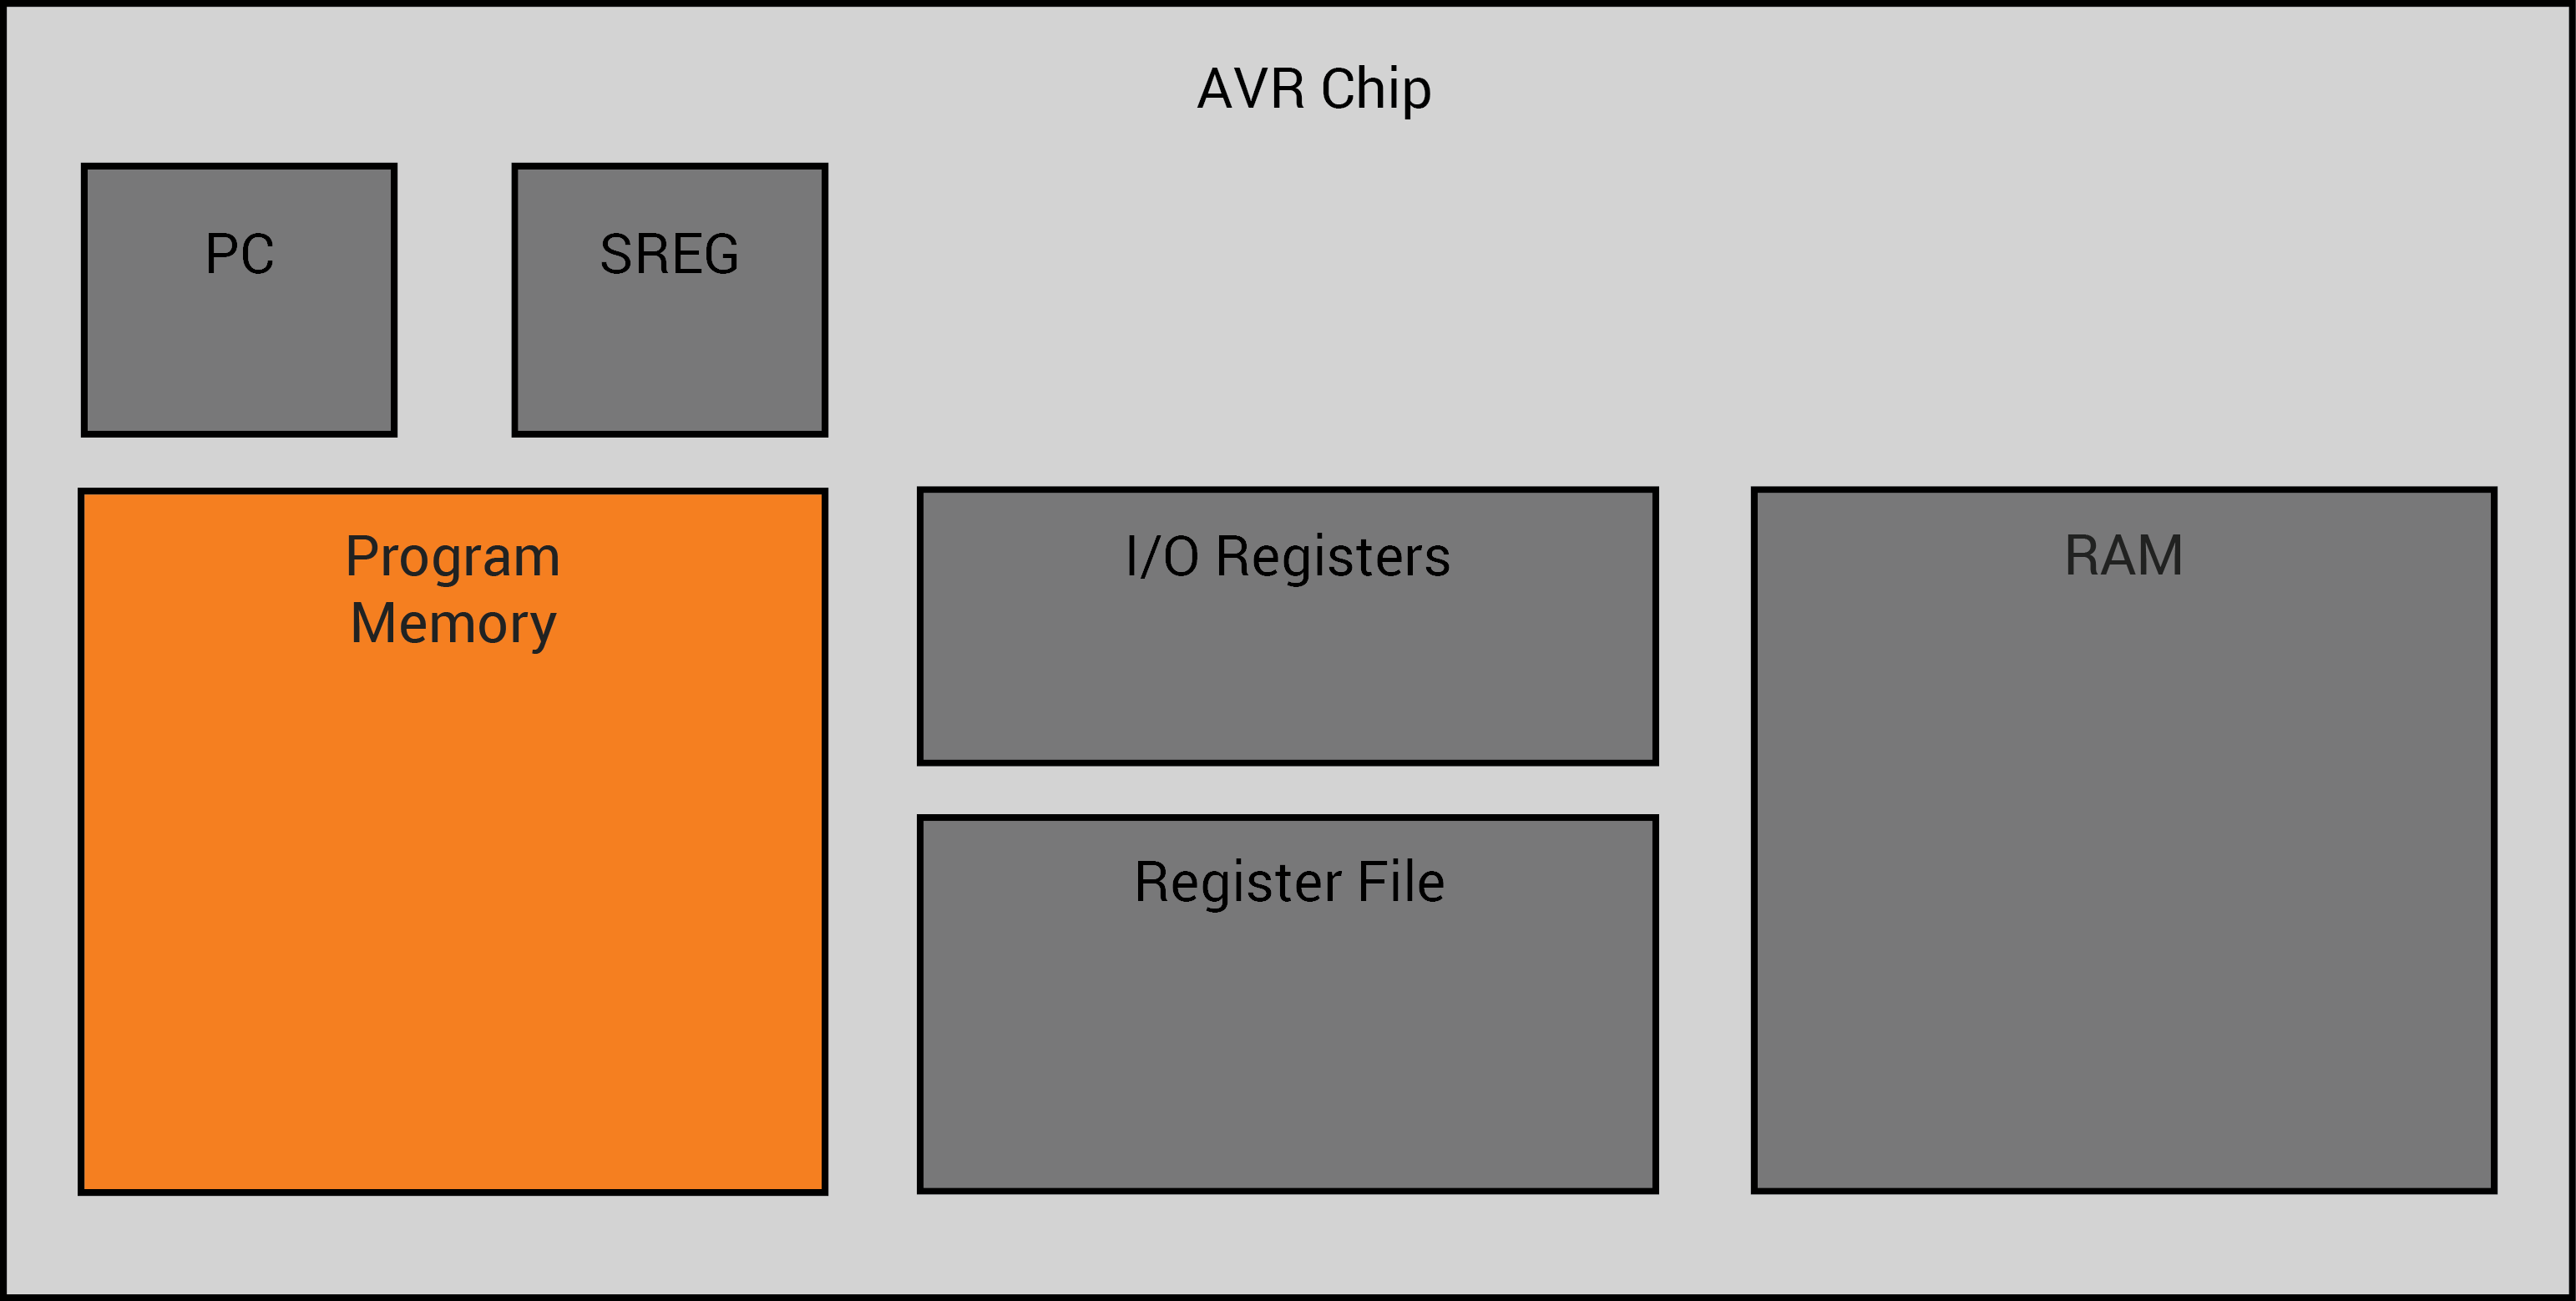 AVR Chip
PC
SREG
Program
Memory
I/O Registers
RAM
Register File